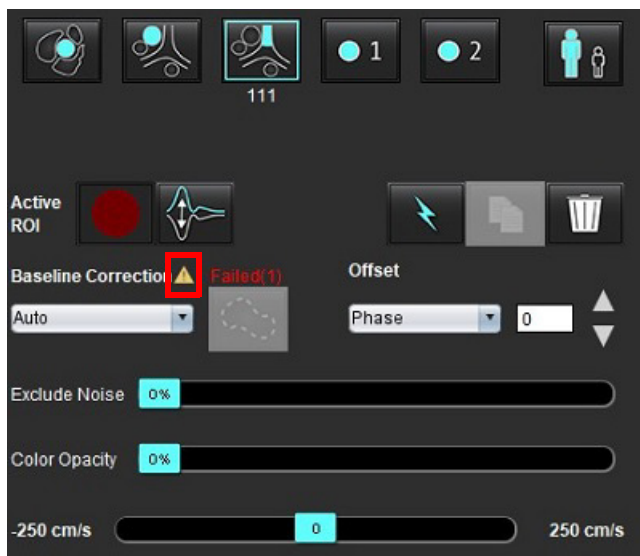 1
2
111
Active
ROI
Baseline Correction
Failed(1)
Offset
Auto
Phase
0
Exclude Noise
0%
Color Opacity
0%
-250 cm/s
0
250 cm/s